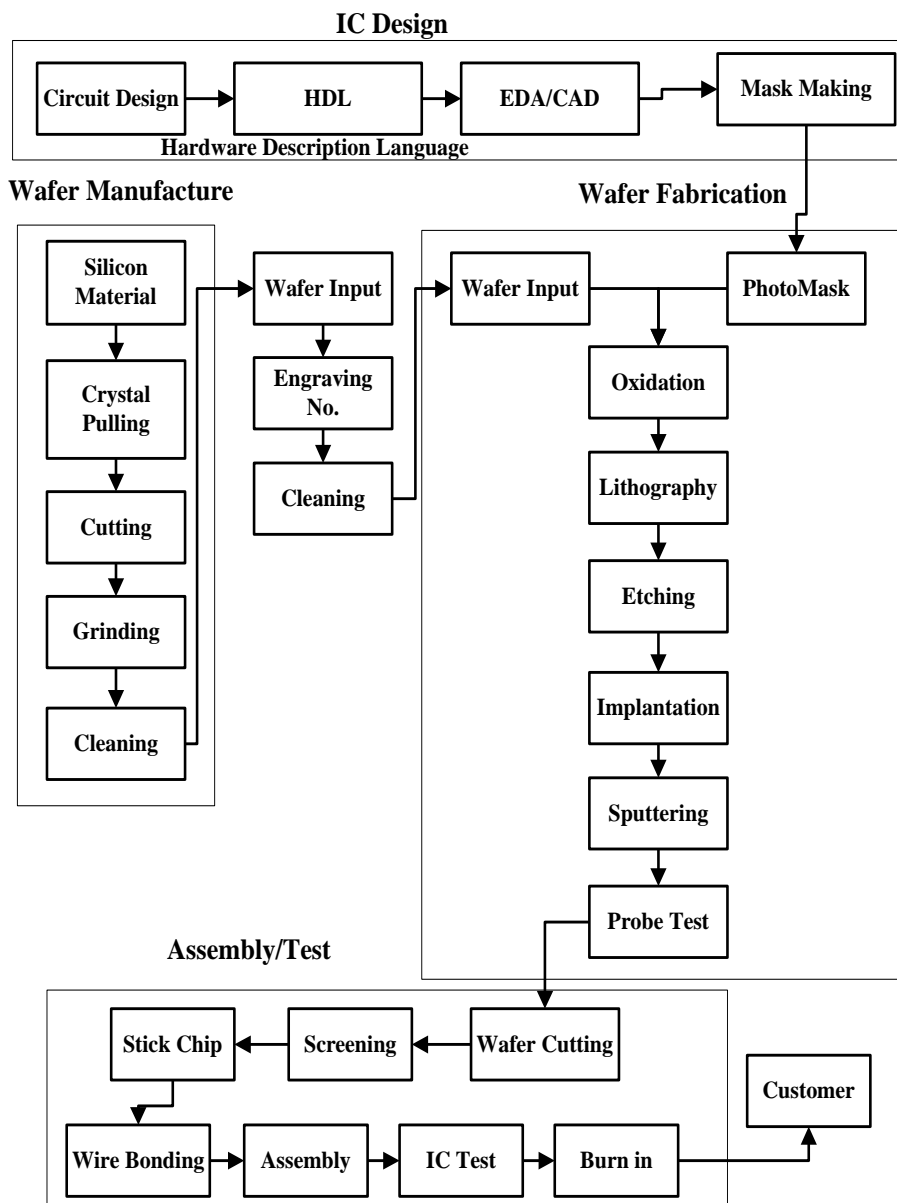 IC Design
Circuit Design
HDL
EDA/CAD
Mask Making
Hardware Description Language
Wafer Manufacture
Wafer Fabrication
Silicon
Material
Crystal
Pulling
Cutting
Grinding
Cleaning
Wafer Input
Engraving
No.
Cleaning
Wafer Input
PhotoMask
Oxidation
Lithography
Etching
Implantation
Sputtering
Probe Test
Assembly/Test
Stick Chip
Screening
Wafer Cutting
Wire Bonding
Assembly
IC Test
Burn in
Customer